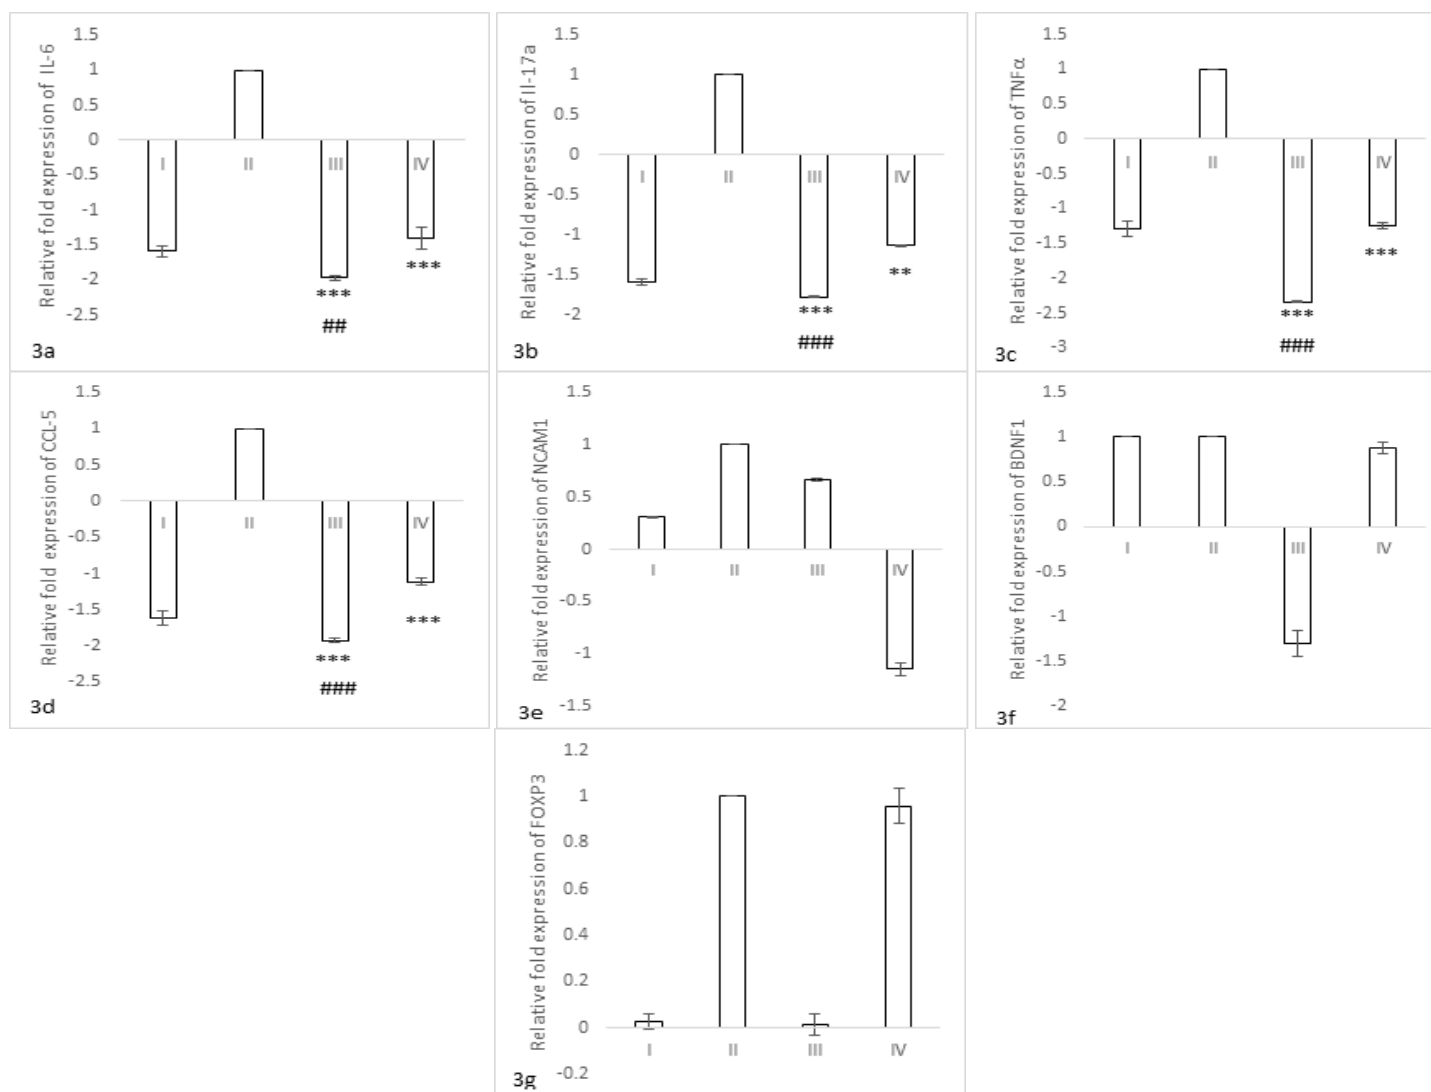 Relative fold expression of IL-6
1.5
1
0.5
0
-0.5
-1
-1.5
-2
-2.5
I
II
III
IV
***
***
##
3a
Relative fold expression of Il-17a
1.5
1
0.5
0
-0.5
-1
-1.5
-2
I
II
III
IV
**
***
###
3b
Relative fold expression of TNFα
1.5
1
0.5
0
-0.5
-1
-1.5
-2
-2.5
-3
I
II
III
IV
***
***
###
3c
Relative fold expression of CCL-5
1.5
1
0.5
0
-0.5
-1
-1.5
-2
-2.5
I
II
III
IV
***
***
###
3d
Relative fold expression of NCAM1
1.5
1
0.5
0
-0.5
-1
-1.5
I
II
III
IV
3e
Relative fold expression of BDNF1
1.5
1
0.5
0
-0.5
-1
-1.5
-2
I
II
III
IV
3f
Relative fold expression of FOXP3
1.2
1
0.8
0.6
0.4
0.2
0
-0.2
I
II
III
IV
3g